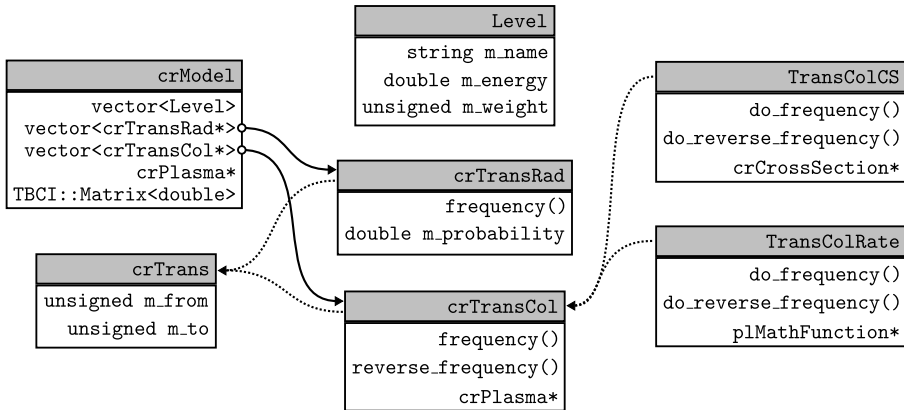 Level
string m_name
double m_energy
unsigned m_weight
crModel
vector<Level>
vector<crTransRad*>
vector<crTransCol*>
crPlasma*
TBCI::Matrix<double>
TransColCS
do_frequency()
do_reverse_frequency()
crCrossSection*
crTransRad
frequency()
double m_probability
crTrans
unsigned m_from
unsigned m_to
crTransCol
frequency()
reverse_frequency()
crPlasma*
TransColRate
do_frequency()
do_reverse_frequency()
plMathFunction*